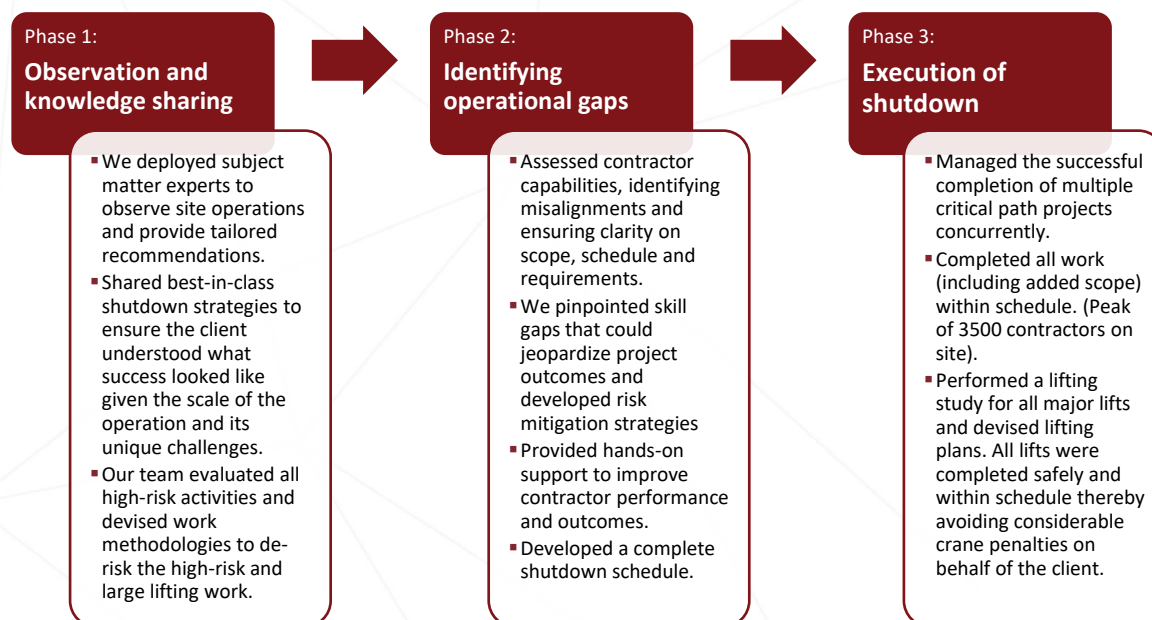 Phase 1:
Observation and
knowledge sharing
▪ We deployed subject
matter experts to
observe site operations
and provide tailored
recommendations.
▪ Shared best-in-class
shutdown strategies to
ensure the client
understood what
success looked like
given the scale of the
operation and its
unique challenges.
▪ Our team evaluated all
high-risk activities and
devised work
methodologies to de-
risk the high-risk and
large lifting work.
Phase 2:
Identifying
operational gaps
▪ Assessed contractor
capabilities, identifying
misalignments and
ensuring clarity on
scope, schedule and
requirements.
▪ We pinpointed skill
gaps that could
jeopardize project
outcomes and
developed risk
mitigation strategies
▪ Provided hands-on
support to improve
contractor performance
and outcomes.
▪ Developed a complete
shutdown schedule.
Phase 3:
Execution of
shutdown
▪ Managed the successful
completion of multiple
critical path projects
concurrently.
▪ Completed all work
(including added scope)
within schedule. (Peak
of 3500 contractors on
site).
▪ Performed a lifting
study for all major lifts
and devised lifting
plans. All lifts were
completed safely and
within schedule thereby
avoiding considerable
crane penalties on
behalf of the client.